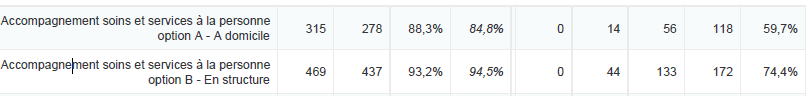 Accompagnement soins et services à la personne
option A - A domicile 315 278 88,3% 84,8% 0 14 56 118 59,7%
Accompagnement soins et services à la personne
option B - En structure 469 437 93,2% 94,5% 0 44 133 172 74,4%